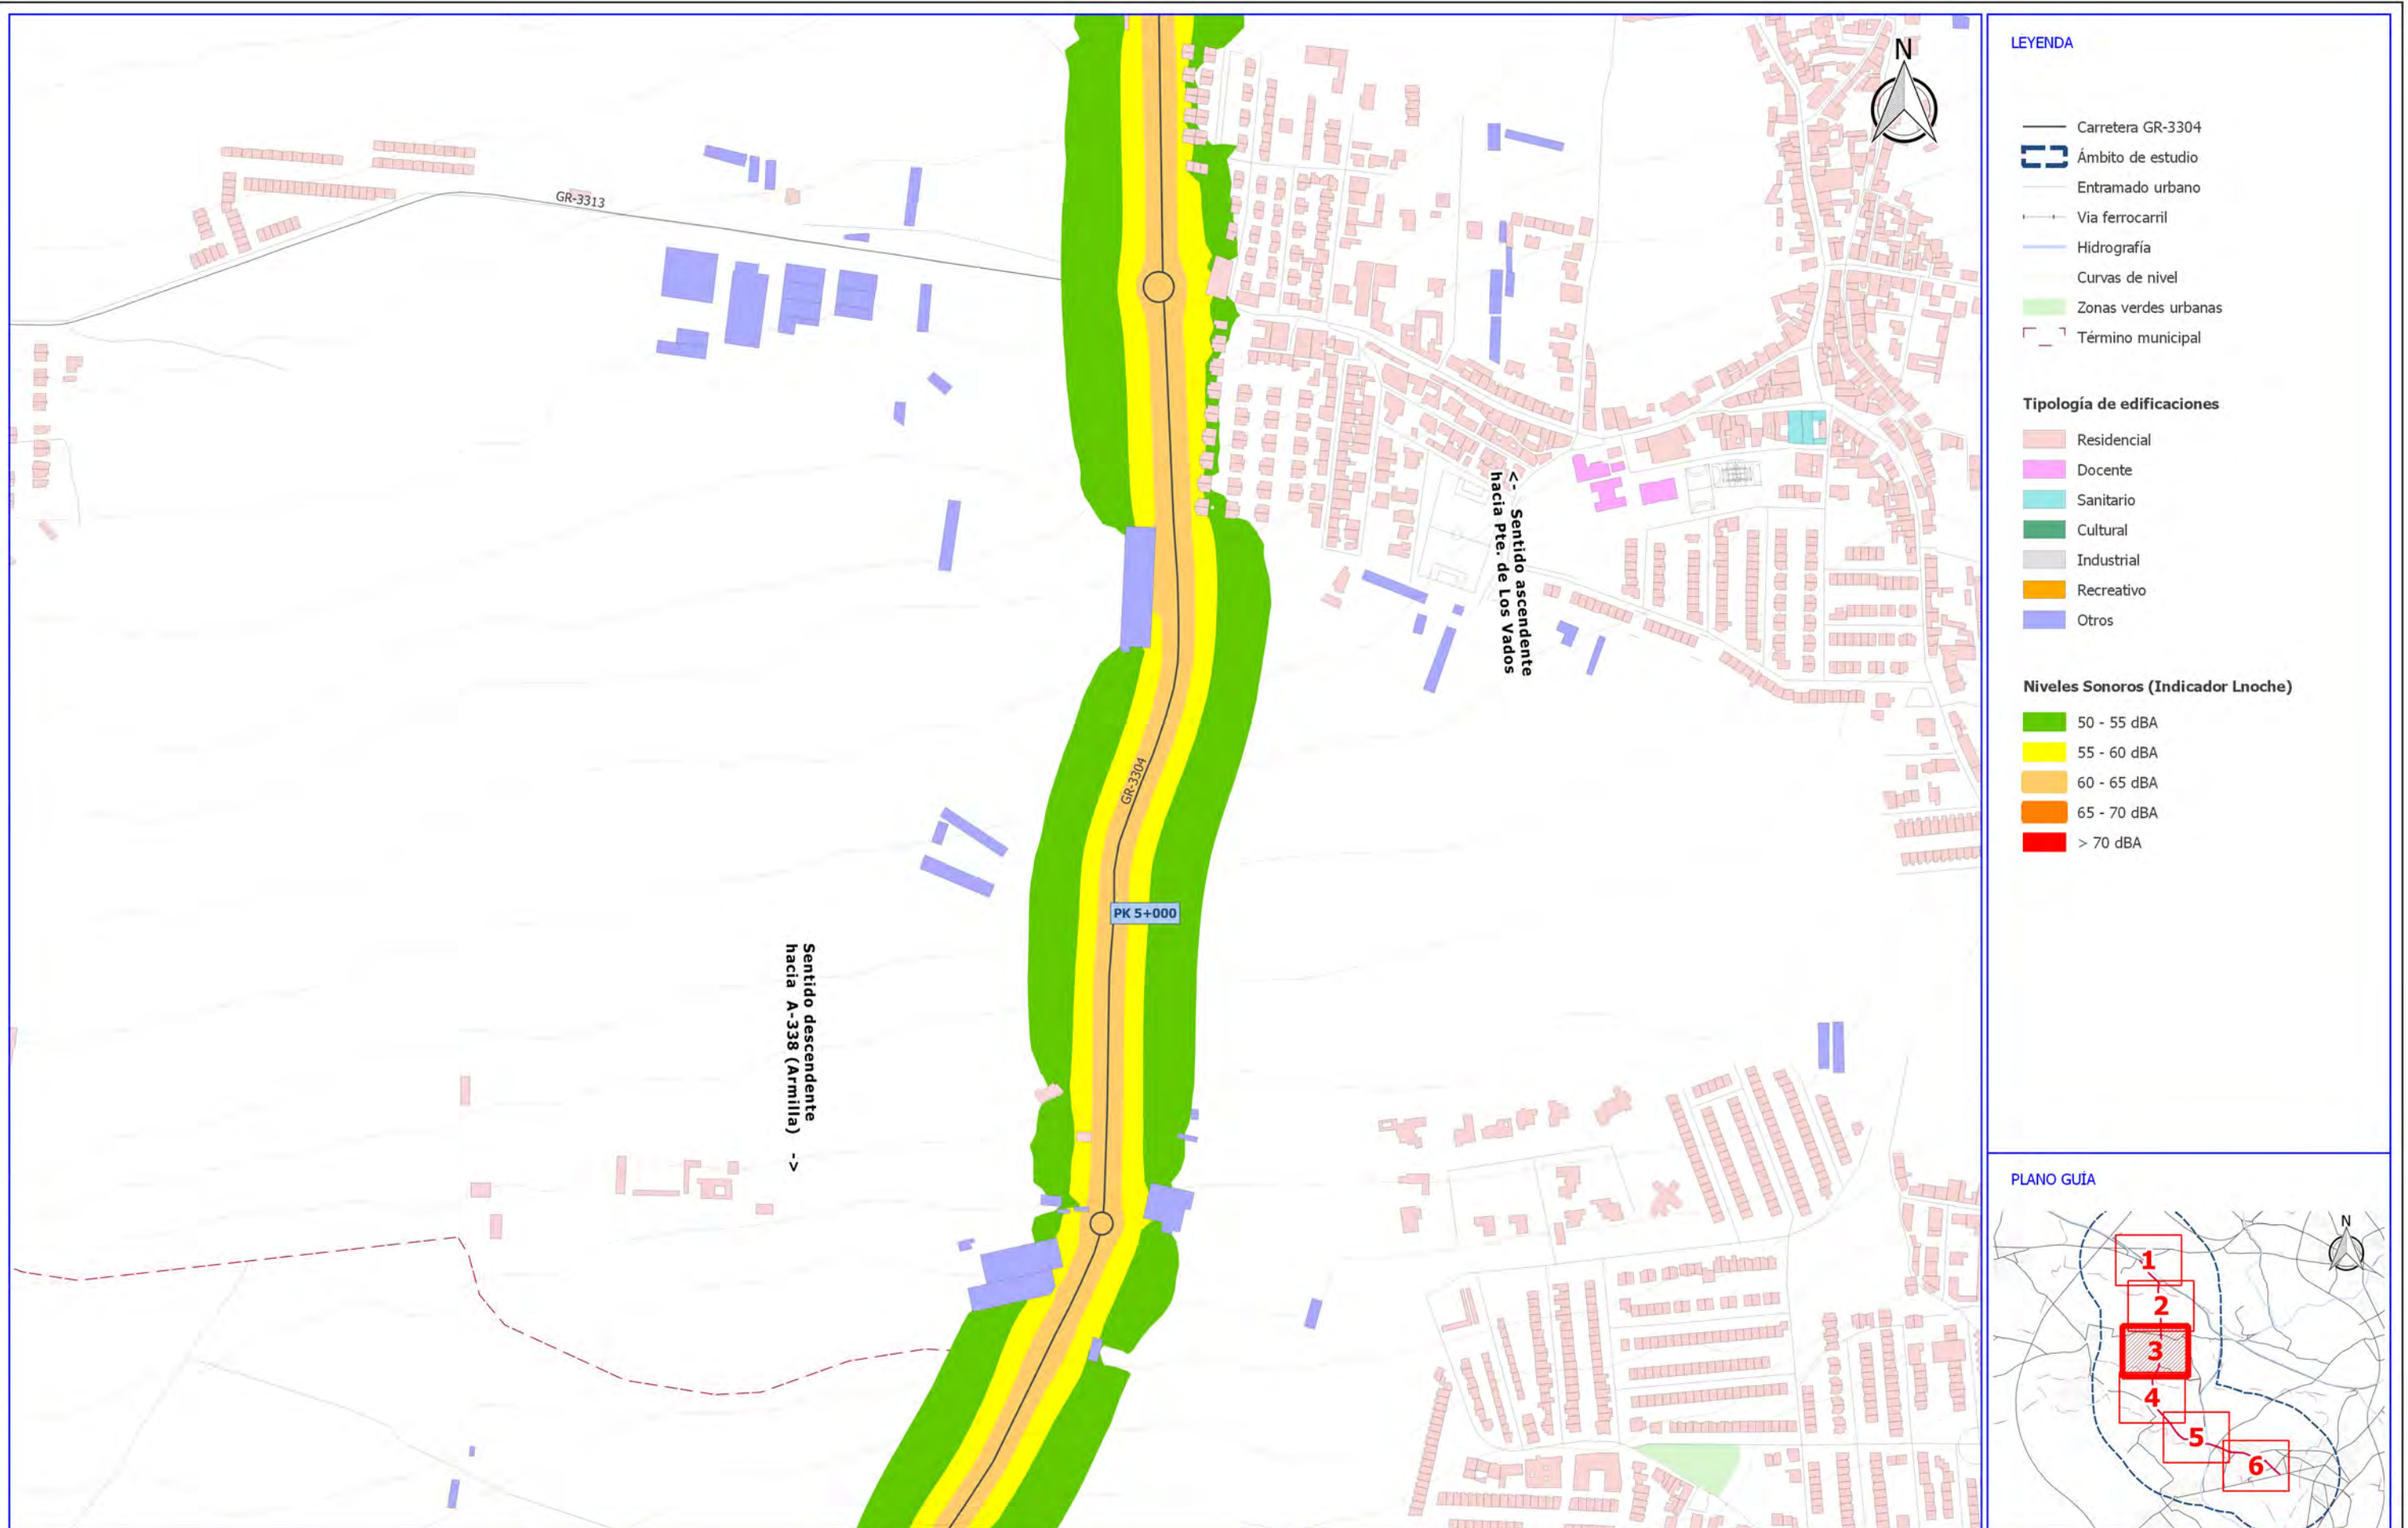 GR-3313
N
<- Sentido ascendente
hacia Pte. de Los Vados
GR-3304
PK 5+000
Sentido descendente
hacia A-338 (Armilla) ->
LEYENDA
Carretera GR-3304
Ámbito de estudio
Entramado urbano
Via ferrocarril
Hidrografía
Curvas de nivel
Zonas verdes urbanas
Término municipal
Tipología de edificaciones
Residencial
Docente
Sanitario
Cultural
Industrial
Recreativo
Otros
Niveles Sonoros (Indicador Lnoche)
50 - 55 dBA
55 - 60 dBA
60 - 65 dBA
65 - 70 dBA
> 70 dBA
PLANO GUÍA
N
1
2
3
4
5
6